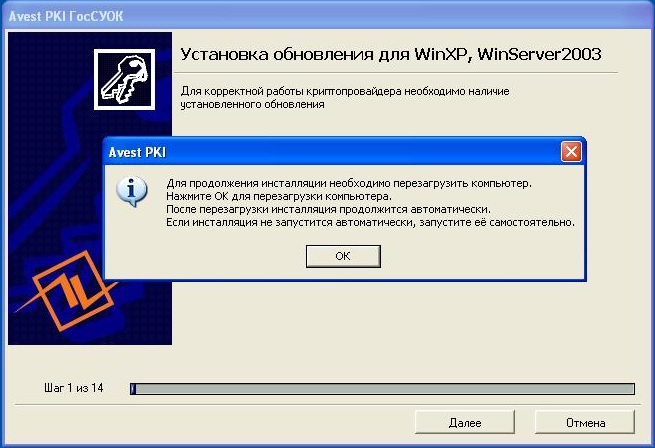 Avest PKI ГосСУОК
Установка обновления для WinXP, WinServer2003
Для корректной работы криптопровайдера необходимо наличие
установленного обновления
Avest PKI
Для продолжения инсталляции необходимо перезагрузить компьютер.
Нажмите ОК для перезагрузки компьютера.
После перезагрузки инсталляция продолжится автоматически.
Если инсталляция не запустится автоматически, запустите её самостоятельно.
ОК
Шаг 1 из 14
Далее
Отмена